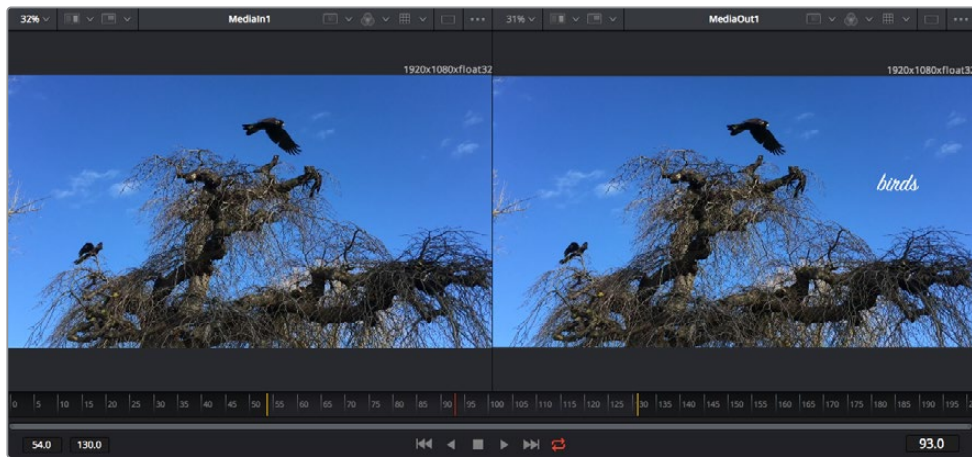 32% MediaIn1
31% MediaOut1
1920x1080xfloat32
1920x1080xfloat32
birds
0 5 10 15 20 25 30 35 40 45 50 55 60 65 70 75 80 85 90 95 100 105 110 115 120 125 130 135 140 145 150 155 160 165 170 175 180 185 190 195
54.0 130.0 93.0